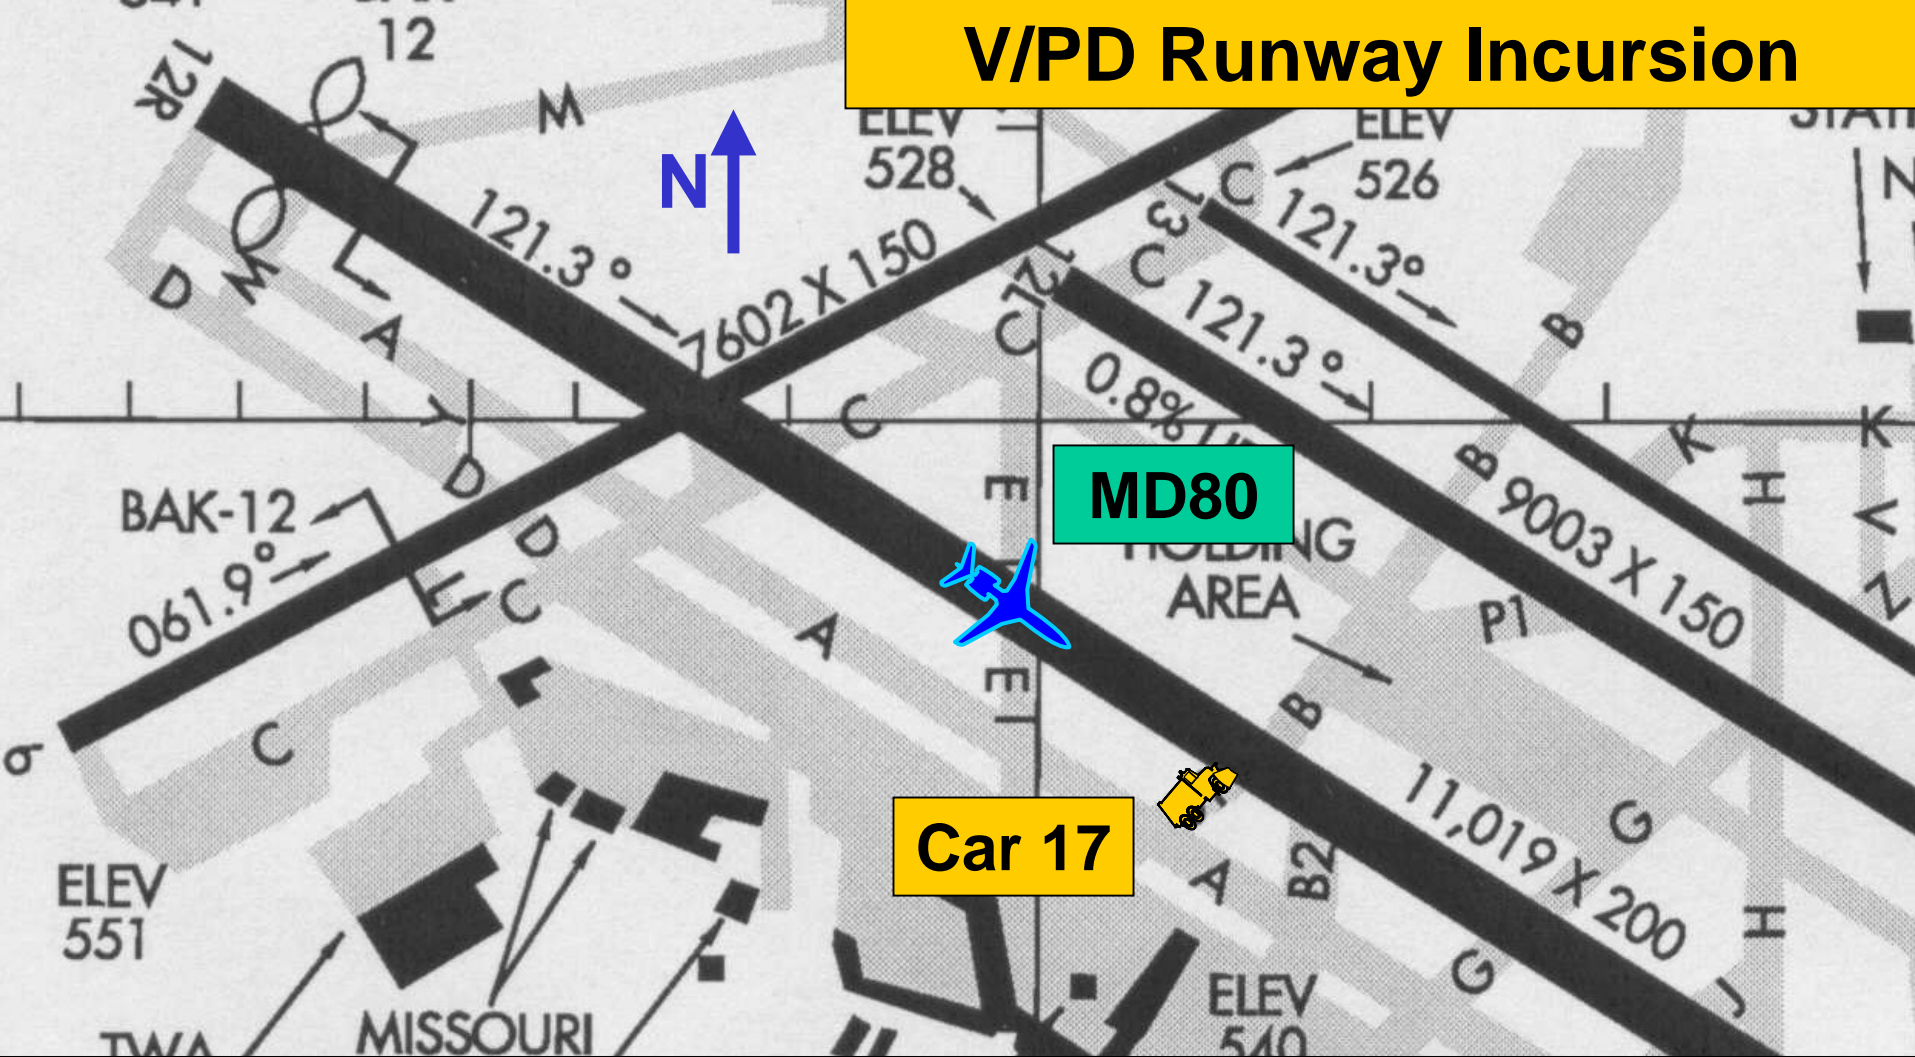 V/PD Runway Incursion
12
12R
M
N
ELEV
528
ELEV
526
N
C
13
121.3°
121.3°
7602 X 150
12L
C
121.3°
C
D
M
A
B
0.8%
Y
C
K
K
B
H
BAK-12
D
E
MD80
9003 X 150
V
D
HOLDING
AREA
061.9°
C
A
P1
Z
E
B
C
9
11,019 X 200
G
Car 17
A
B2
ELEV
551
H
G
J
ELEV
540
MISSOURI
TWA